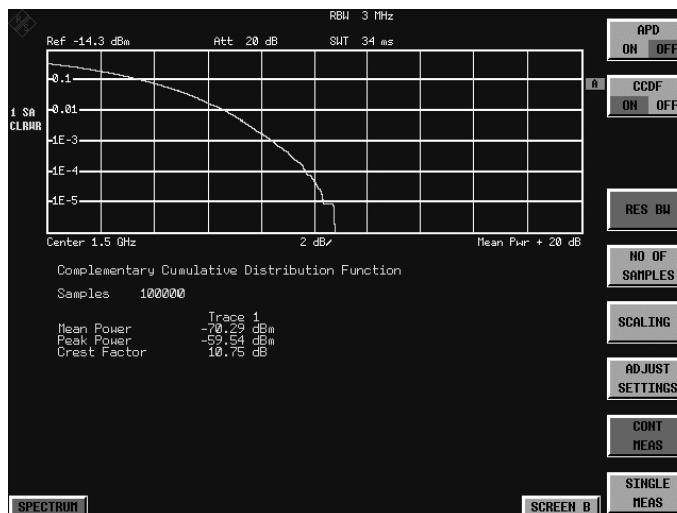 RBW 3 MHz
Ref -14.3 dBm Att 20 dB SWT 34 ms
0.1
0.01
1E-3
1E-4
1E-5
1 SA
CLRWR
A
Center 1.5 GHz 2 dB/ Mean Pwr + 20 dB
Complementary Cumulative Distribution Function
Samples 100000
Trace 1
Mean Power -70.29 dBm
Peak Power -59.54 dBm
Crest Factor 10.75 dB
APD
ON OFF
CCDF
ON OFF
RES BW
NO OF
SAMPLES
SCALING
ADJUST
SETTINGS
CONT
MEAS
SINGLE
MEAS
SPECTRUM
SCREEN B